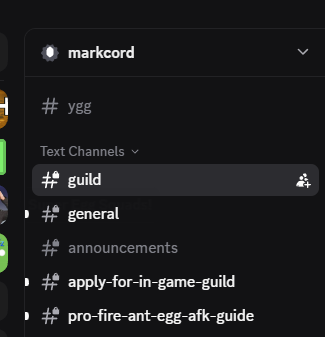 markcord
ygg
Text Channels
guild
general
announcements
apply-for-in-game-guild
pro-fire-ant-egg-afk-guide